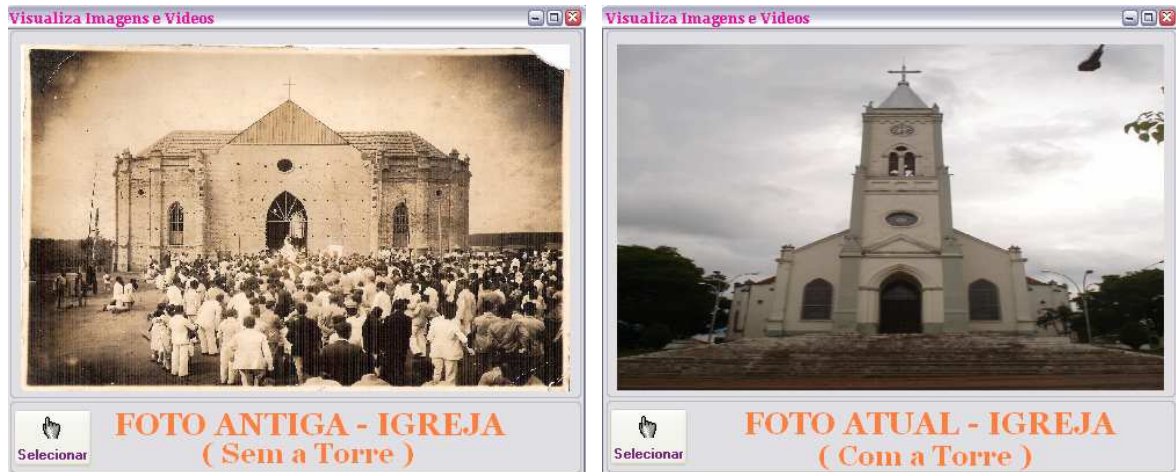 Visualiza Imagens e Videos
FOTO ANTIGA - IGREJA
( Sem a Torre )
Selecionar
Visualiza Imagens e Videos
FOTO ATUAL - IGREJA
( Com a Torre )
Selecionar